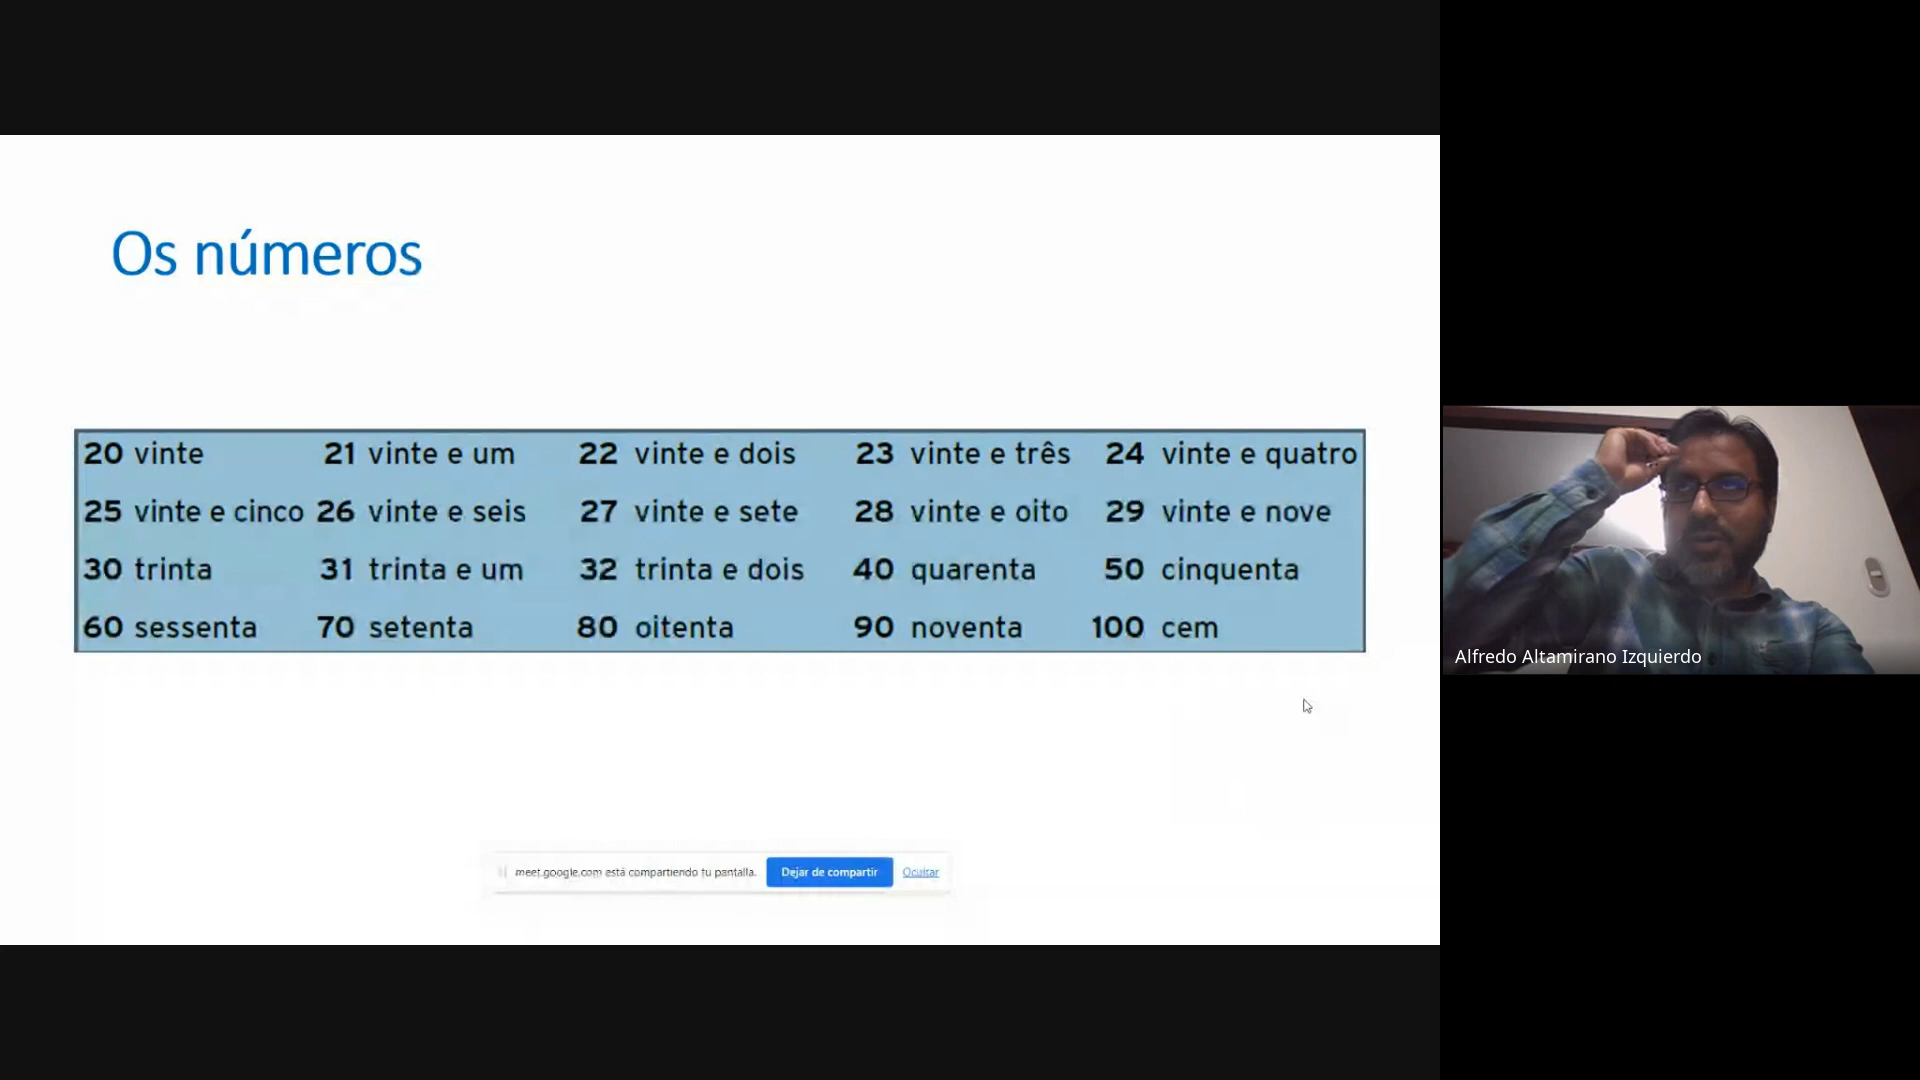 Os números
20 vinte 21 vinte e um 22 vinte e dois 23 vinte e três 24 vinte e quatro
25 vinte e cinco 26 vinte e seis 27 vinte e sete 28 vinte e oito 29 vinte e nove
30 trinta 31 trinta e um 32 trinta e dois 40 quarenta 50 cinquenta
60 sessenta 70 setenta 80 oitenta 90 noventa 100 cem
meet.google.com está compartiendo tu pantalla. Dejar de compartir Ocultar
Alfredo Altamirano Izquierdo